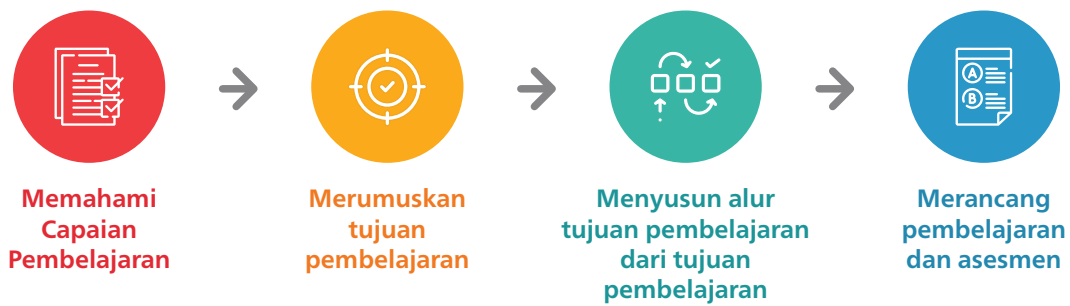 A
B
Memahami
Capaian
Pembelajaran
Merumuskan
tujuan
pembelajaran
Menyusun alur
tujuan pembelajaran
dari tujuan
pembelajaran
Merancang
pembelajaran
dan asesmen